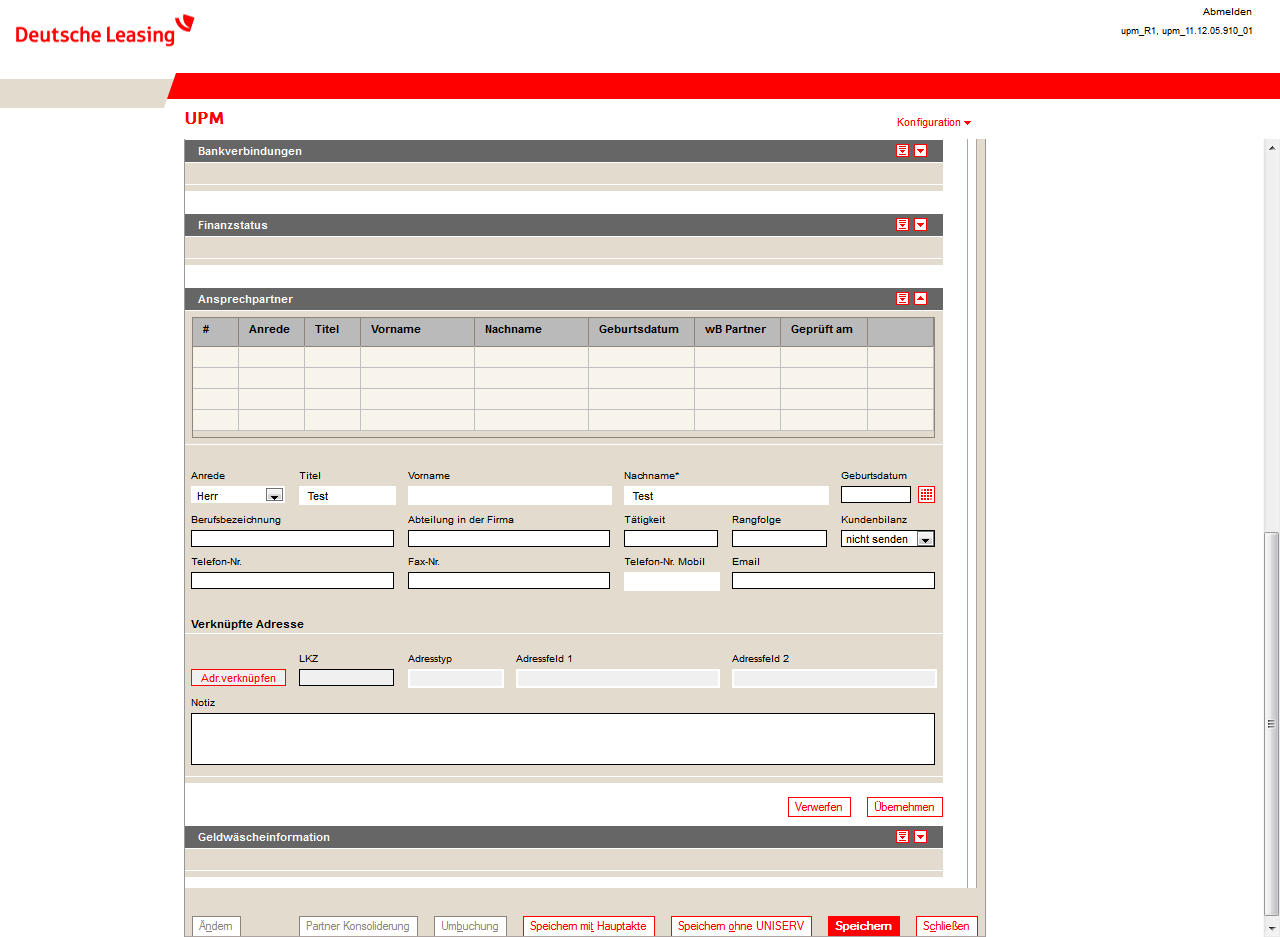 Abmelden
Deutsche Leasing
upm_R1, upm_11.12.05.910_01
UPM
Konfiguration
Bankverbindungen
Finanzstatus
Ansprechpartner
# Anrede Titel Vorname Nachname Geburtsdatum wB Partner Geprüft am
Anrede Titel Vorname Nachname* Geburtsdatum
Herr Test Test
Berufsbezeichnung Abteilung in der Firma Tätigkeit Rangfolge Kundenbilanz
nicht senden
Telefon-Nr. Fax-Nr. Telefon-Nr. Mobil Email
Verknüpfte Adresse
LKZ Adresstyp Adressfeld 1 Adressfeld 2
Adr.verknüpfen
Notiz
Verwerfen Übernehmen
Geldwäscheinformation
Ändern Partner Konsolidierung Umbuchung Speichern mit Hauptakte Speichern ohne UNISERV Speichern Schließen